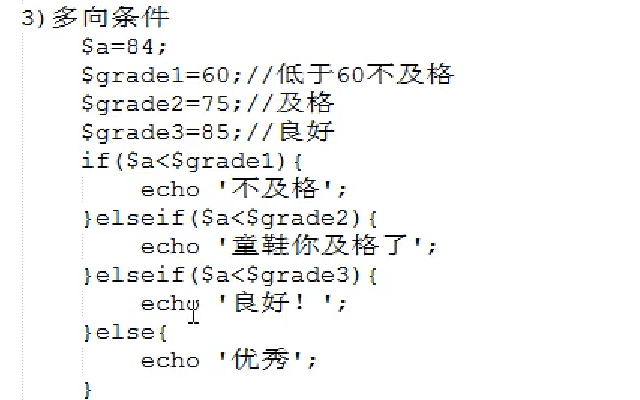 3)多向条件
$a=84;
$grade1=60;//低于60不及格
$grade2=75;//及格
$grade3=85;//良好
if($a<$grade1){
echo '不及格';
}elseif($a<$grade2){
echo '童鞋你及格了';
}elseif($a<$grade3){
echo '良好！';
}else{
echo '优秀';
}